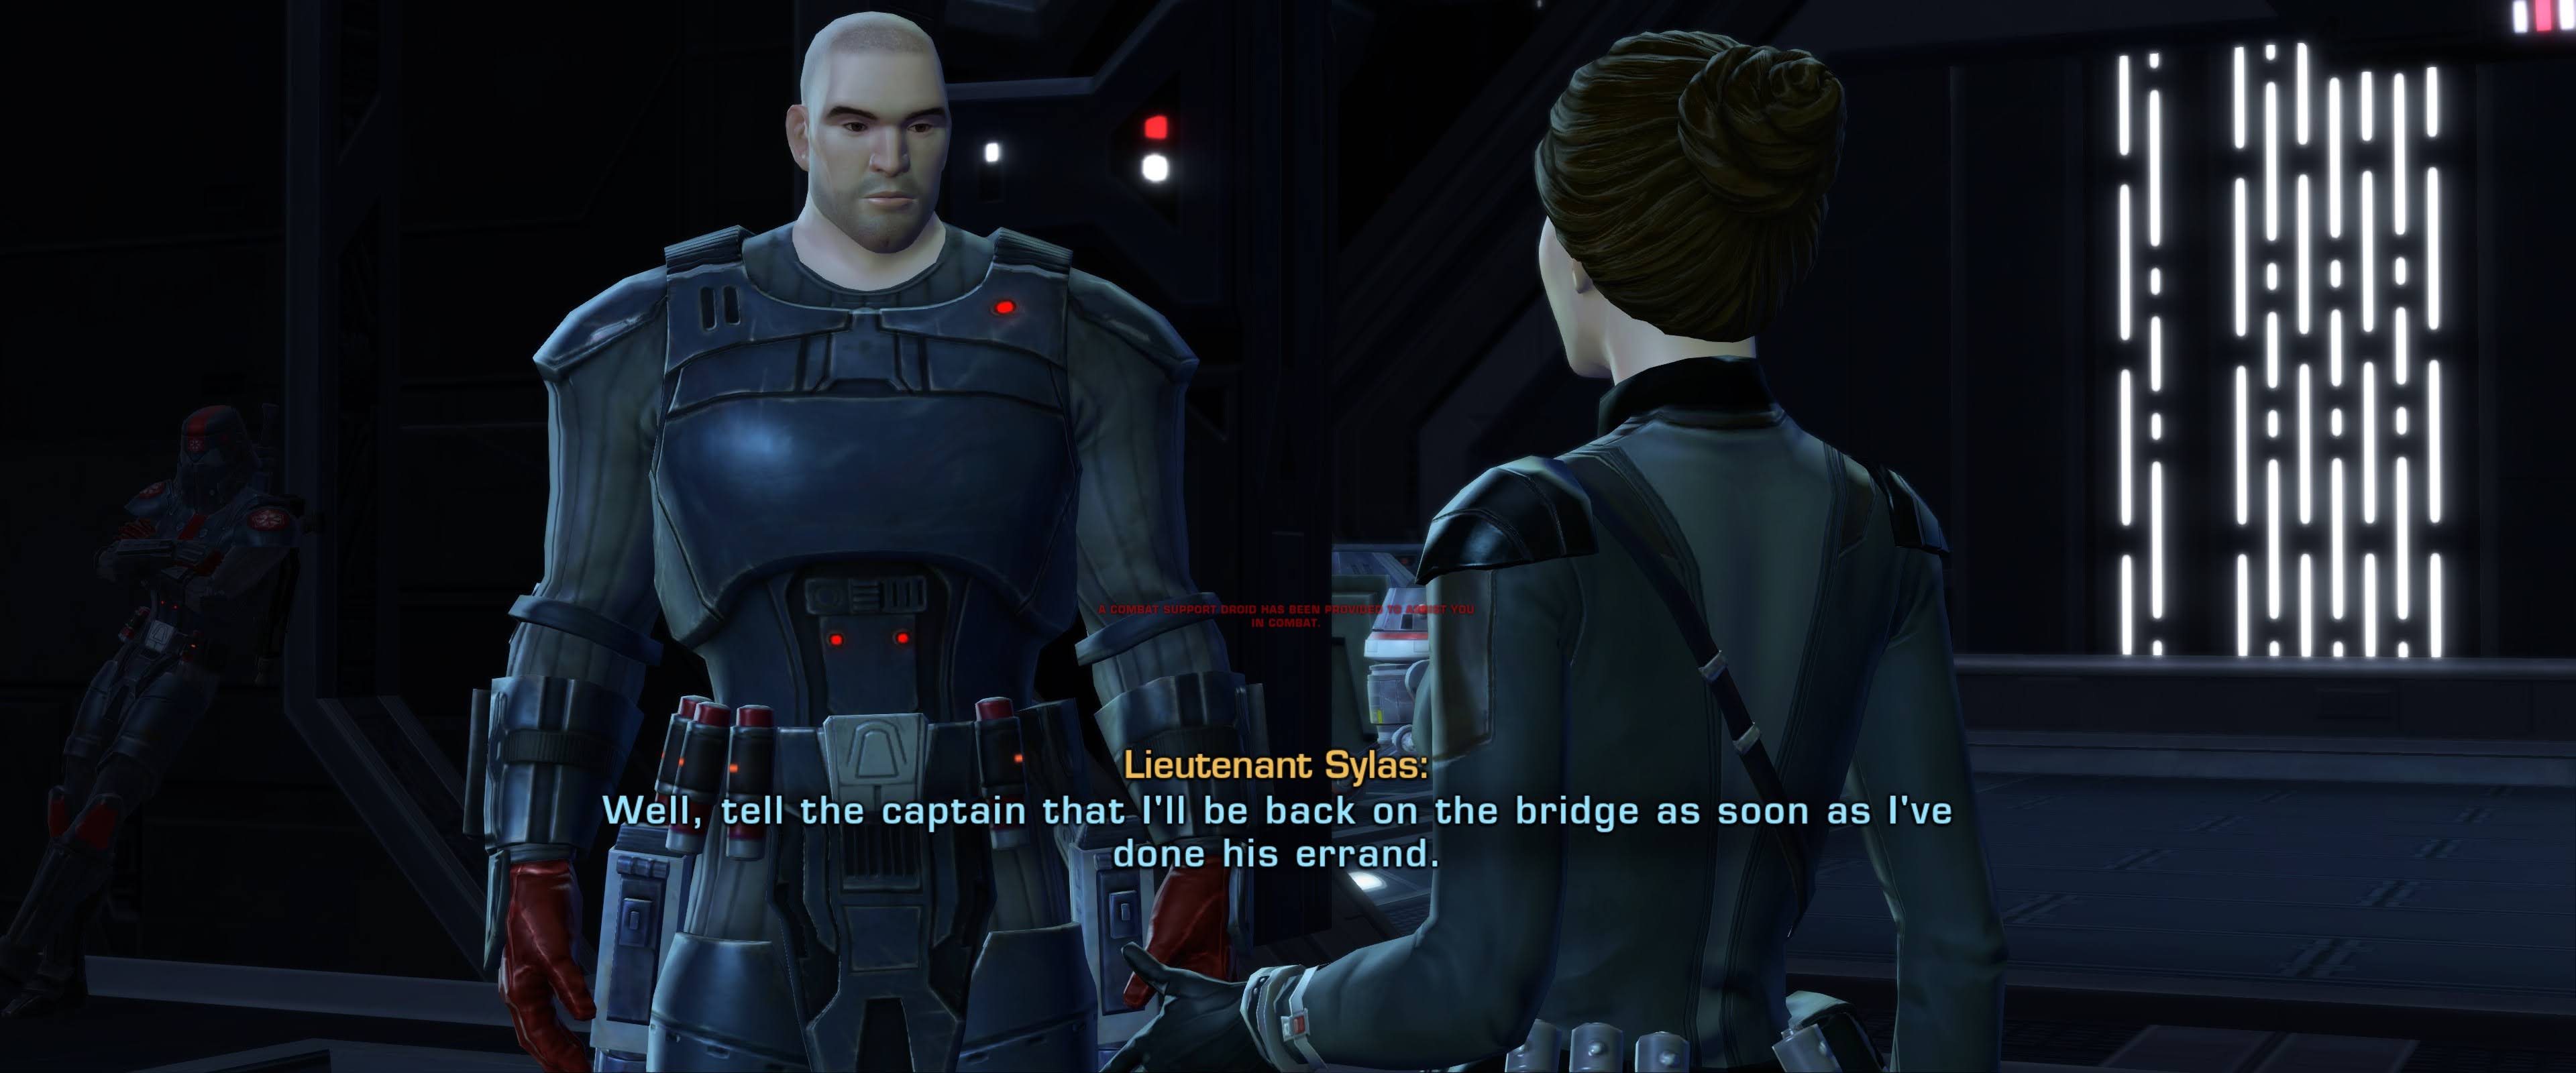 A COMBAT SUPPORT DROID HAS BEEN PROVIDED TO ASSIST YOU
IN COMBAT.
Lieutenant Sylas:
Well, tell the captain that I'll be back on the bridge as soon as I've
done his errand.